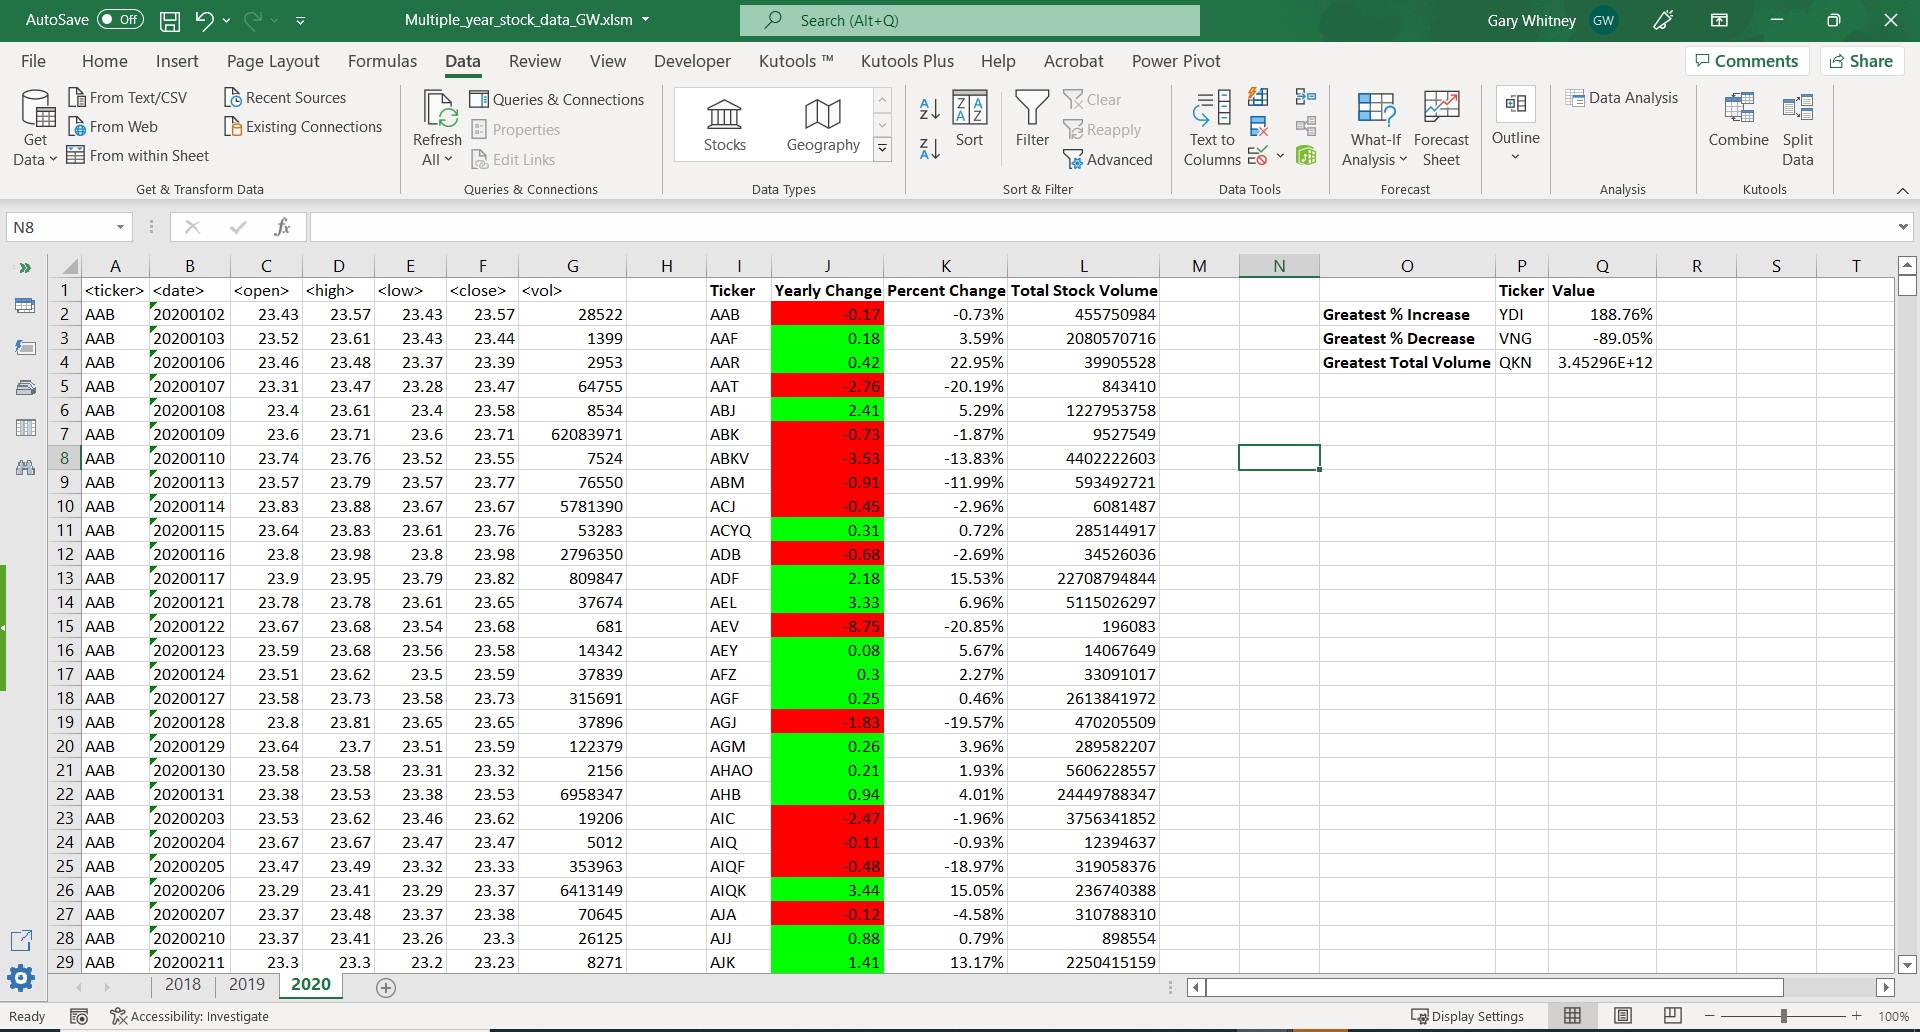 AutoSave Off Multiple_year_stock_data_GW.xlsm Search (Alt+Q) Gary Whitney GW
File Home Insert Page Layout Formulas Data Review View Developer Kutools ™ Kutools Plus Help Acrobat Power Pivot Comments Share
Get Data From Text/CSV From Web From within Sheet Recent Sources Existing Connections
Refresh All Queries & Connections Properties Edit Links
Stocks Geography
Sort Filter Clear Reapply Advanced
Text to Columns
What-If Analysis Forecast Sheet
Outline
Data Analysis
Combine Split Data
Get & Transform Data Queries & Connections Data Types Sort & Filter Data Tools Forecast Analysis Kutools
N8 fx
A B C D E F G H I J K L M N O P Q R S T
1 <ticker> <date> <open> <high> <low> <close> <vol> Ticker Yearly Change Percent Change Total Stock Volume Ticker Value
2 AAB 20200102 23.43 23.57 23.43 23.57 28522 AAB -0.17 -0.73% 455750984 Greatest % Increase YDI 188.76%
3 AAB 20200103 23.52 23.61 23.43 23.44 1399 AAF 0.18 3.59% 2080570716 Greatest % Decrease VNG -89.05%
4 AAB 20200106 23.46 23.48 23.37 23.39 2953 AAR 0.42 22.95% 39905528 Greatest Total Volume QKN 3.45296E+12
5 AAB 20200107 23.31 23.47 23.28 23.47 64755 AAT -2.76 -20.19% 843410
6 AAB 20200108 23.4 23.61 23.4 23.58 8534 ABJ 2.41 5.29% 1227953758
7 AAB 20200109 23.6 23.71 23.6 23.71 62083971 ABK -0.73 -1.87% 9527549
8 AAB 20200110 23.74 23.76 23.52 23.55 7524 ABKV -3.53 -13.83% 4402222603
9 AAB 20200113 23.57 23.79 23.57 23.77 76550 ABM -0.91 -11.99% 593492721
10 AAB 20200114 23.83 23.88 23.67 23.67 5781390 ACJ -0.45 -2.96% 6081487
11 AAB 20200115 23.64 23.83 23.61 23.76 53283 ACYQ 0.31 0.72% 285144917
12 AAB 20200116 23.8 23.98 23.8 23.98 2796350 ADB -0.68 -2.69% 34526036
13 AAB 20200117 23.9 23.95 23.79 23.82 809847 ADF 2.18 15.53% 22708794844
14 AAB 20200121 23.78 23.78 23.61 23.65 37674 AEL 3.33 6.96% 5115026297
15 AAB 20200122 23.67 23.68 23.54 23.68 681 AEV -8.75 -20.85% 196083
16 AAB 20200123 23.59 23.68 23.56 23.58 14342 AEY 0.08 5.67% 14067649
17 AAB 20200124 23.51 23.62 23.5 23.59 37839 AFZ 0.3 2.27% 33091017
18 AAB 20200127 23.58 23.73 23.58 23.73 315691 AGF 0.25 0.46% 2613841972
19 AAB 20200128 23.8 23.81 23.65 23.65 37896 AGJ -1.83 -19.57% 470205509
20 AAB 20200129 23.64 23.7 23.51 23.59 122379 AGM 0.26 3.96% 289582207
21 AAB 20200130 23.58 23.58 23.31 23.32 2156 AHAO 0.21 1.93% 5606228557
22 AAB 20200131 23.38 23.53 23.38 23.53 6958347 AHB 0.94 4.01% 24449788347
23 AAB 20200203 23.53 23.62 23.46 23.62 19206 AIC -2.47 -1.96% 3756341852
24 AAB 20200204 23.67 23.67 23.47 23.47 5012 AIQ -0.11 -0.93% 12394637
25 AAB 20200205 23.47 23.49 23.32 23.33 353963 AIQF -0.48 -18.97% 319058376
26 AAB 20200206 23.29 23.41 23.29 23.37 6413149 AIQK 3.44 15.05% 236740388
27 AAB 20200207 23.37 23.48 23.37 23.38 70645 AJA -0.12 -4.58% 310788310
28 AAB 20200210 23.37 23.41 23.26 23.3 26125 AJJ 0.88 0.79% 898554
29 AAB 20200211 23.3 23.3 23.2 23.23 8271 AJK 1.41 13.17% 2250415159
2018 2019 2020
Ready Accessibility: Investigate Display Settings 100%